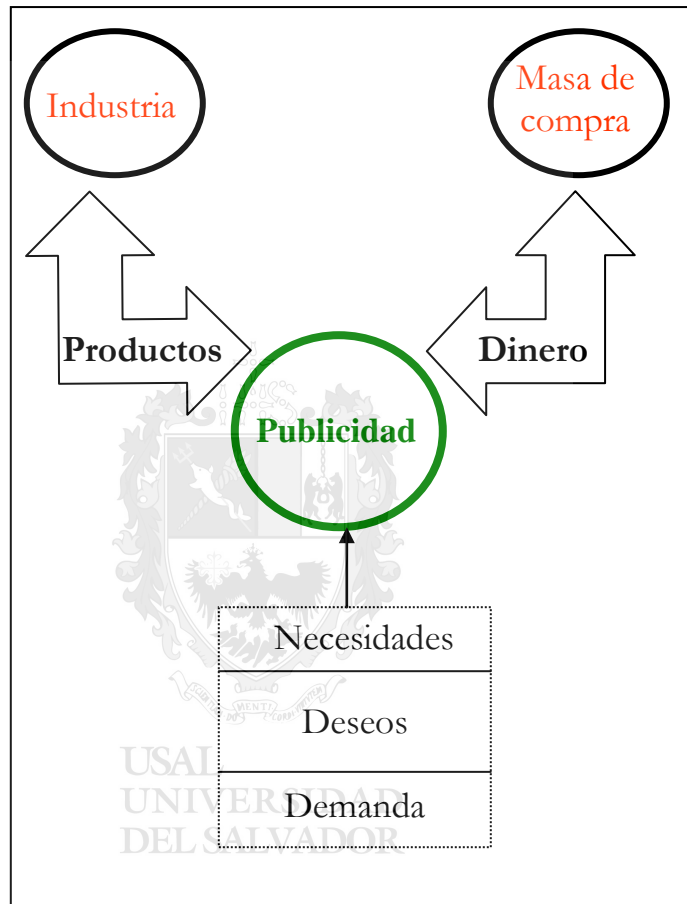 Industria
Masa de
compra
Productos
Dinero
Publicidad
Necesidades
Deseos
Demanda
USAL
UNIVERSIDAD
DEL SALVADOR